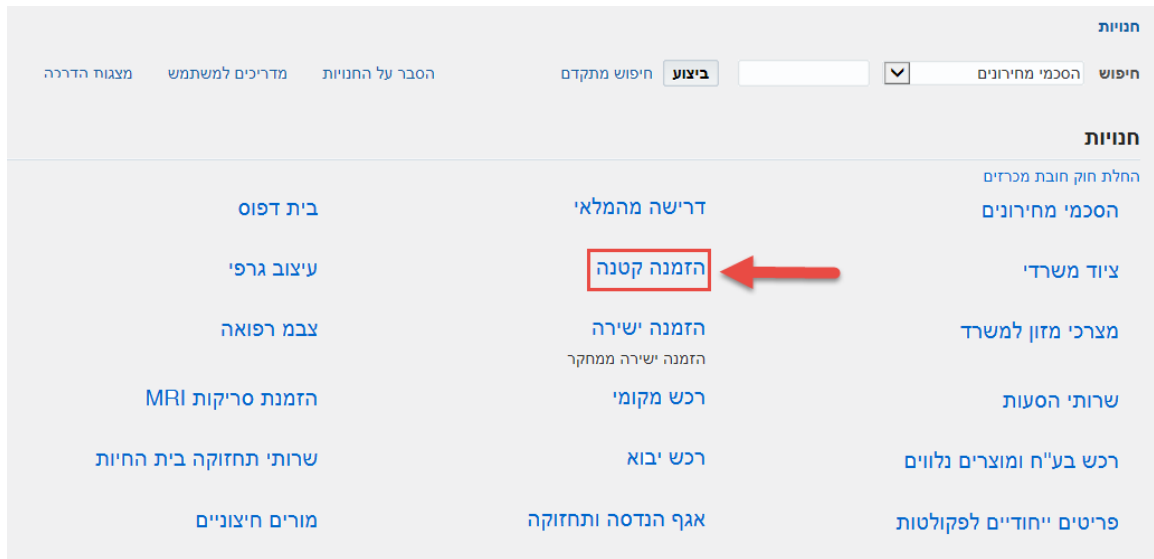 חנויות
חיפוש הסכמי מחירונים ביצוע חיפוש מתקדם הסבר על החנויות מדריכים למשתמש מצגות הדרכה
חנויות
החלת חוק חובת מכרזים
הסכמי מחירונים דרישה מהמלאי בית דפוס
ציוד משרדי הזמנה קטנה עיצוב גרפי
מצרכי מזון למשרד הזמנה ישירה צבמ רפואה
הזמנה ישירה ממחקר
שרותי הסעות רכש מקומי הזמנת סריקות MRI
רכש בע"ח ומוצרים נלווים רכש יבוא שרותי תחזוקה בית החיות
פריטים ייחודיים לפקולטות אגף הנדסה ותחזוקה מורים חיצוניים